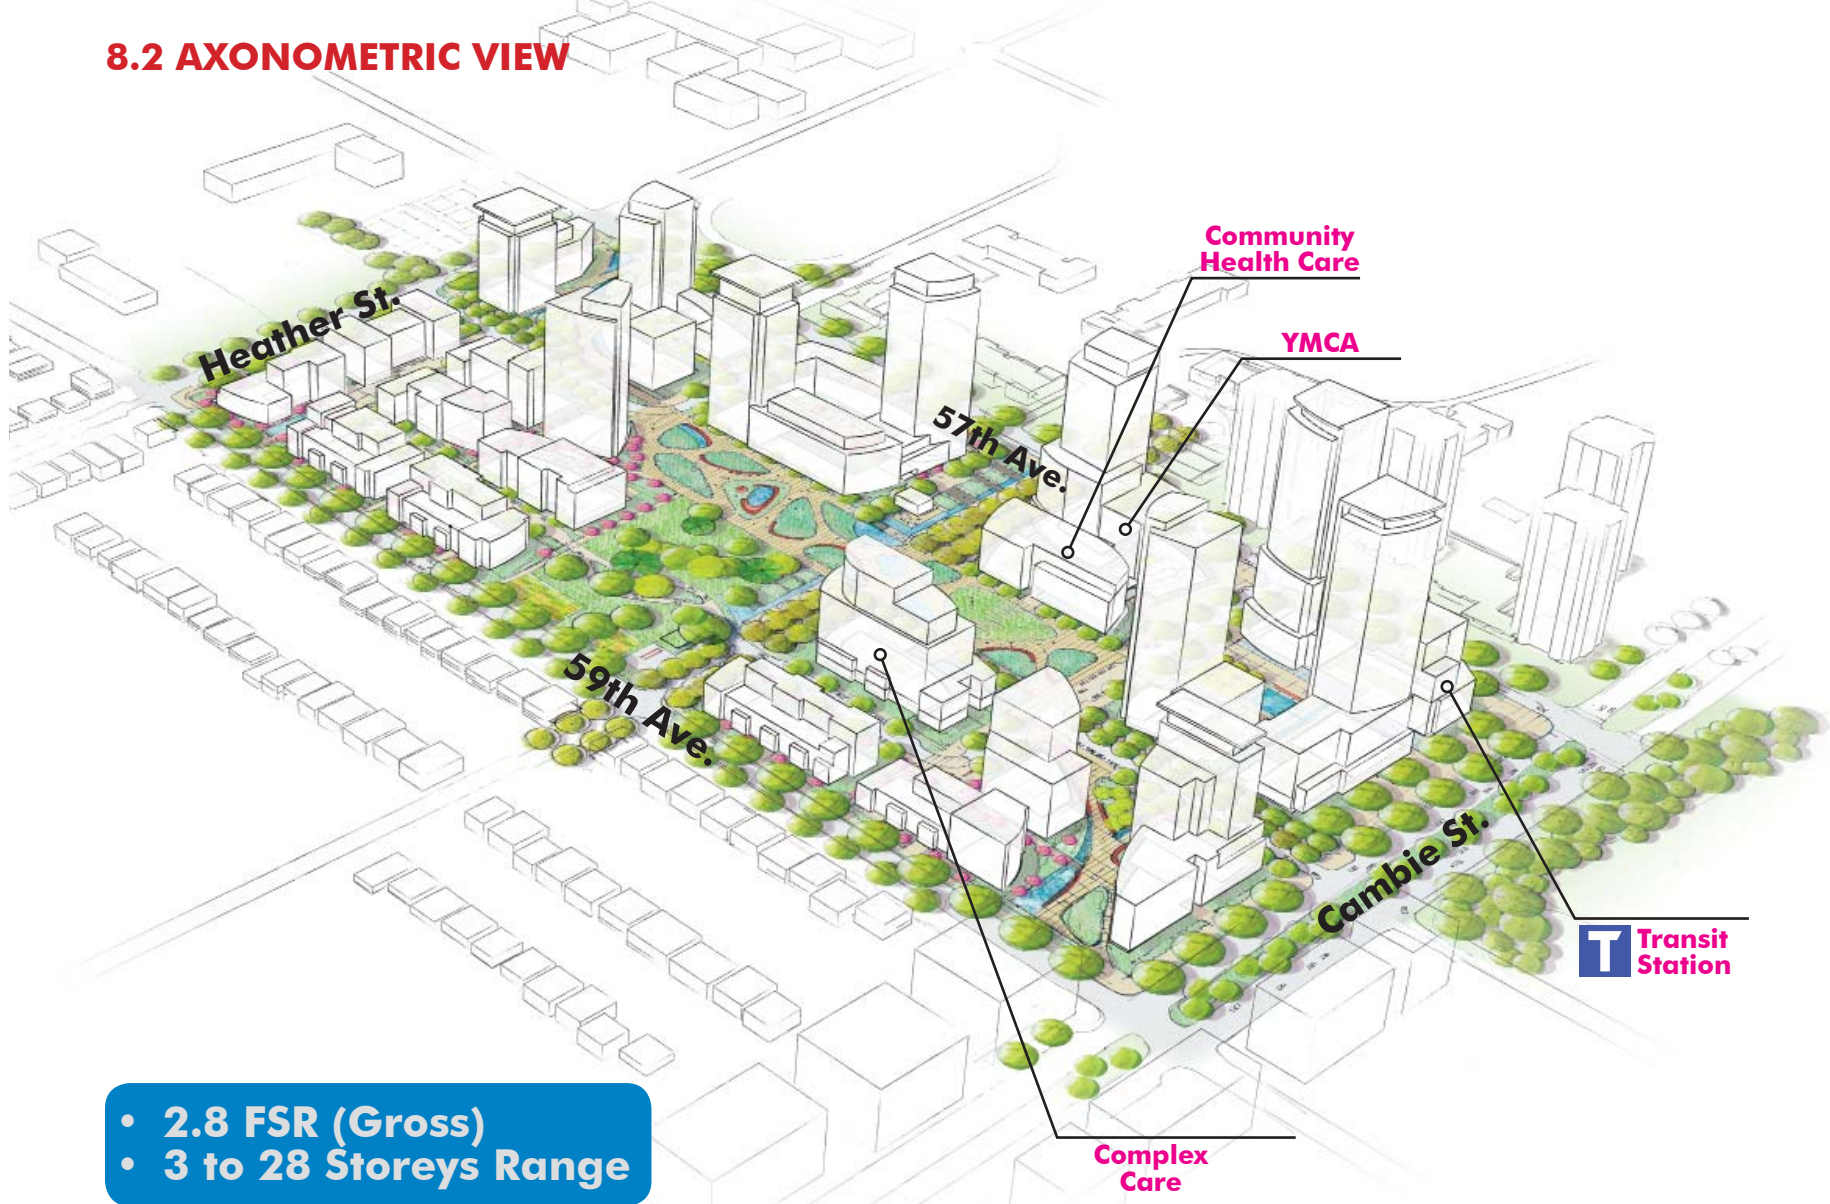 8.2 AXONOMETRIC VIEW
Community
Health Care
Heather St.
YMCA
57th Ave.
59th Ave.
Cambie St.
T
Transit
Station
• 2.8 FSR (Gross)
• 3 to 28 Storeys Range
Complex
Care